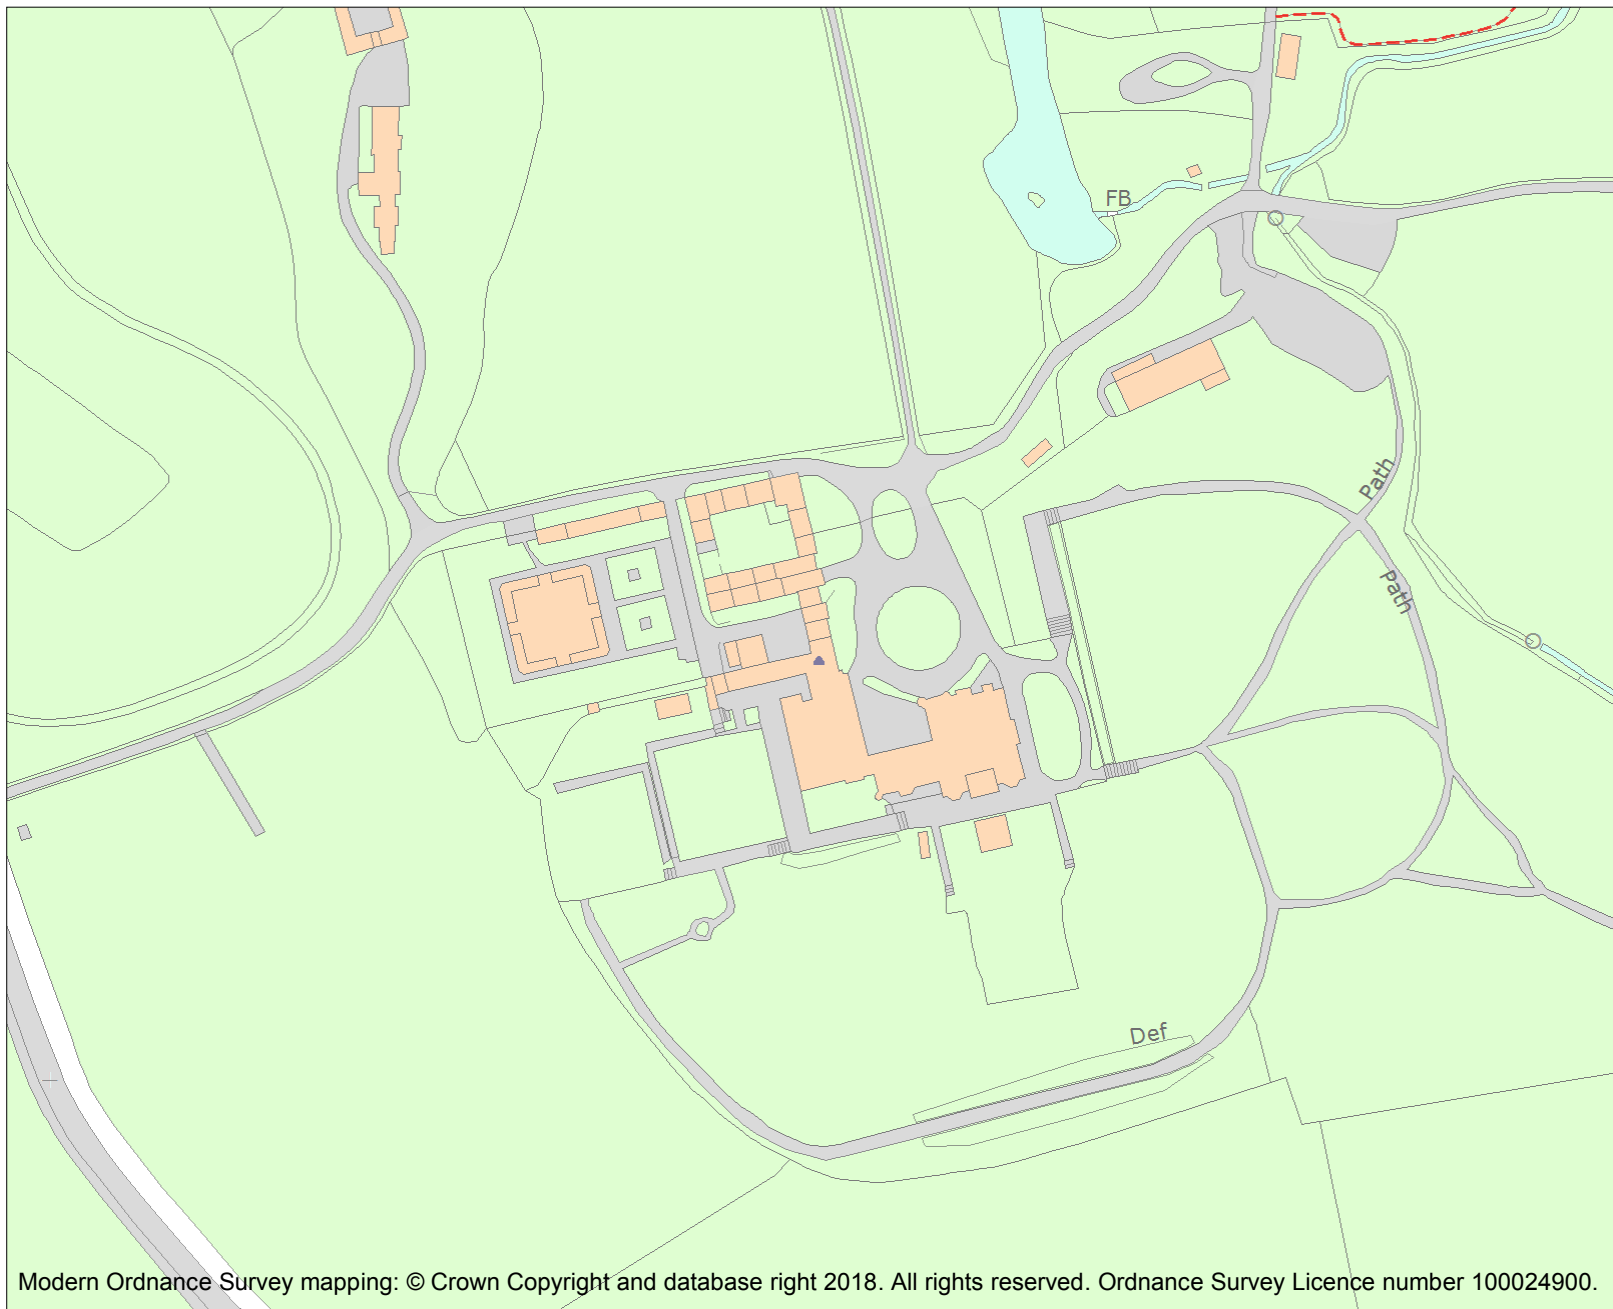 FB
Path
Path
Def
Modern Ordnance Survey mapping: © Crown Copyright and database right 2018. All rights reserved. Ordnance Survey Licence number 100024900.